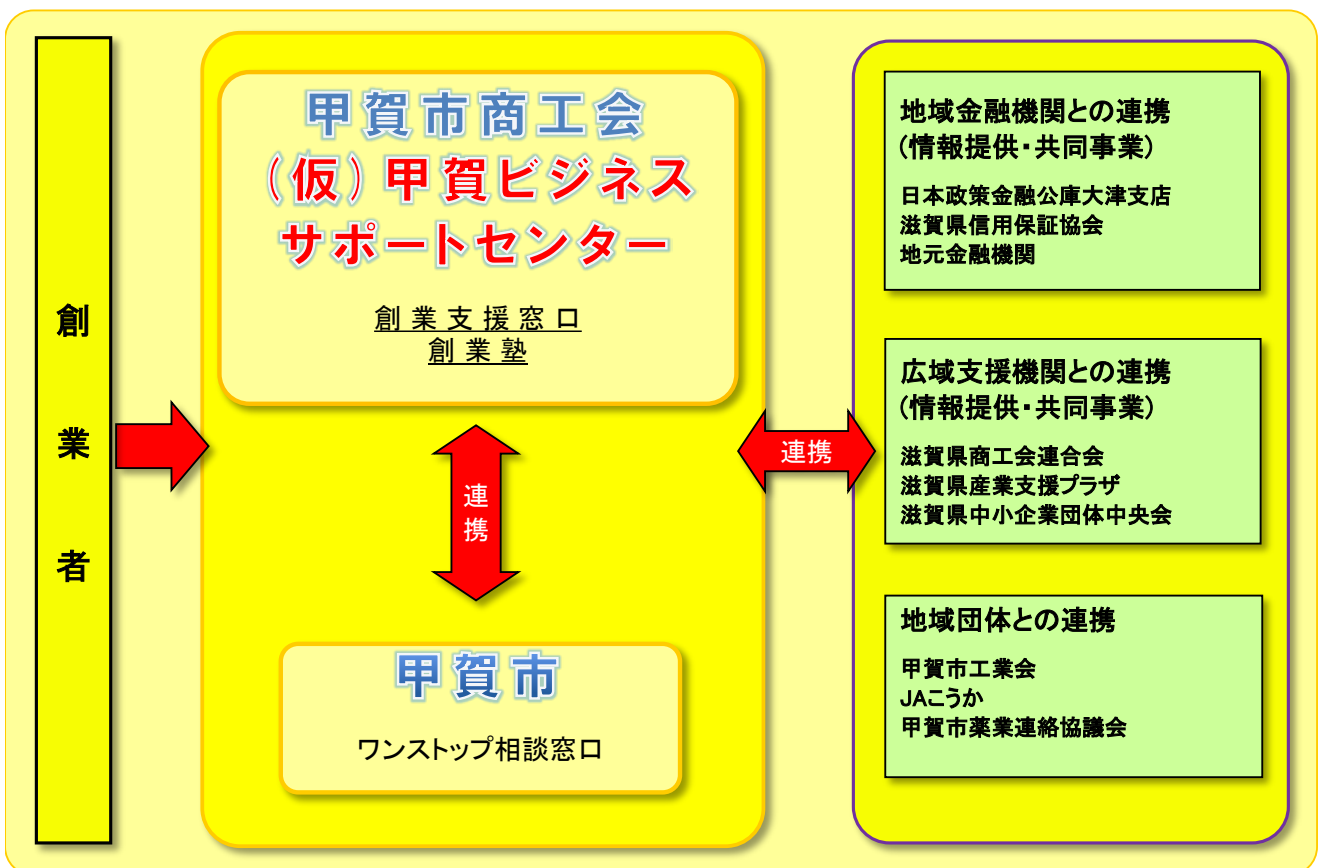 創業者
甲賀市商工会
(仮)甲賀ビジネス
サポートセンター
創業支援窓口
創業塾
連携
甲賀市
ワンストップ相談窓口
連携
地域金融機関との連携
(情報提供・共同事業)
日本政策金融公庫大津支店
滋賀県信用保証協会
地元金融機関
広域支援機関との連携
(情報提供・共同事業)
滋賀県商工会連合会
滋賀県産業支援プラザ
滋賀県中小企業団体中央会
地域団体との連携
甲賀市工業会
JAこうか
甲賀市薬業連絡協議会